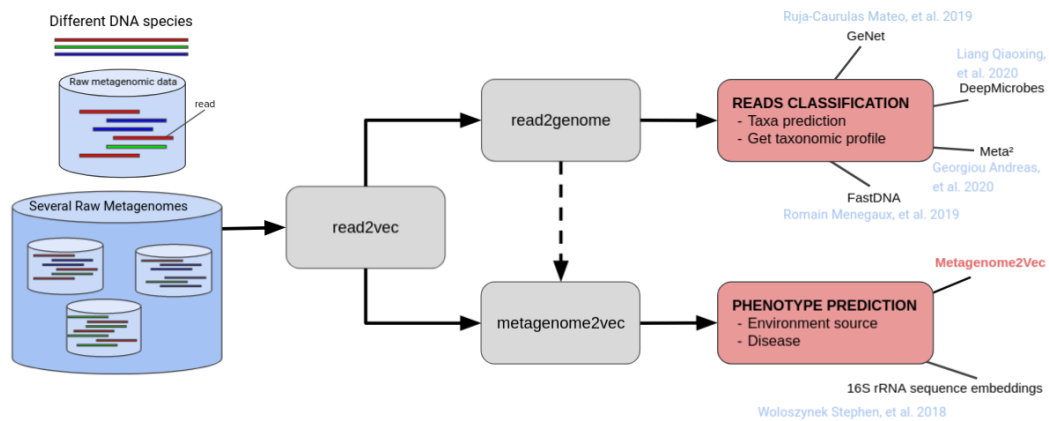 Different DNA species
Raw metagenomic data
read
Several Raw Metagenomes
read2vec
read2genome
metagenome2vec
Ruja-Caurulas Mateo, et al. 2019
GeNet
Liang Qiaoxing,
et al. 2020
DeepMicrobes
READS CLASSIFICATION
- Taxa prediction
- Get taxonomic profile
Meta²
Georgiou Andreas,
et al. 2020
FastDNA
Romain Menegaux, et al. 2019
Metagenome2Vec
PHENOTYPE PREDICTION
- Environment source
- Disease
16S rRNA sequence embeddings
Woloszynek Stephen, et al. 2018